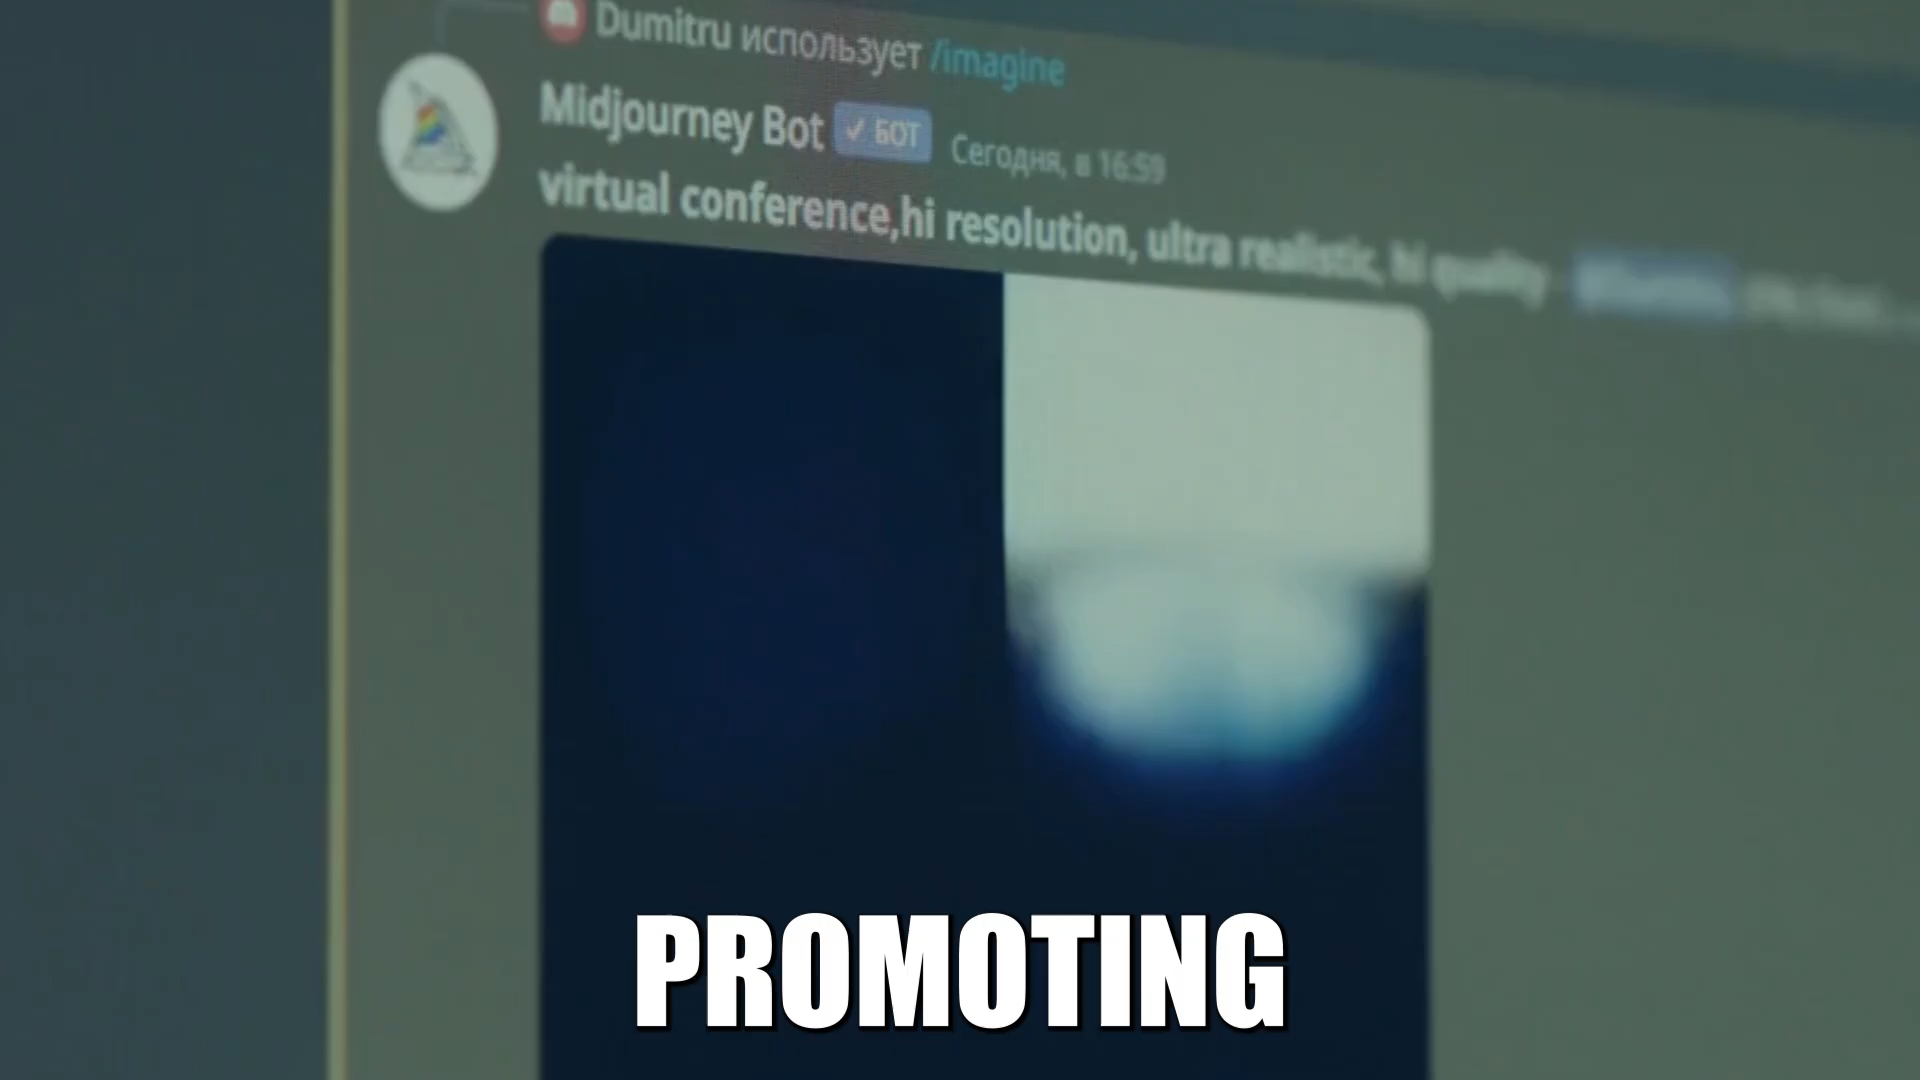 Dumitru использует /imagine
Midjourney Bot ✓ БОТ Сегодня, в 16:59
virtual conference,hi resolution, ultra realistic, hi quality -
PROMOTING